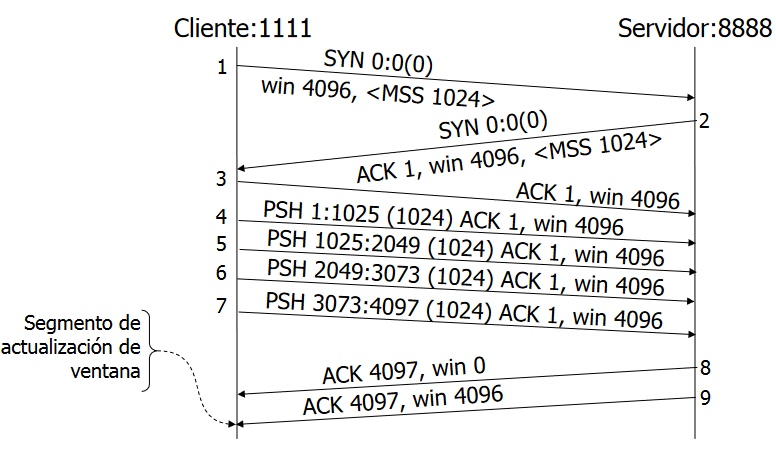 Cliente:1111
Servidor:8888
1
SYN 0:0(0)
win 4096, <MSS 1024>
2
SYN 0:0(0)
ACK 1, win 4096, <MSS 1024>
3
ACK 1, win 4096
4
PSH 1:1025 (1024) ACK 1, win 4096
5
PSH 1025:2049 (1024) ACK 1, win 4096
6
PSH 2049:3073 (1024) ACK 1, win 4096
7
PSH 3073:4097 (1024) ACK 1, win 4096
Segmento de
actualización de
ventana
8
ACK 4097, win 0
9
ACK 4097, win 4096